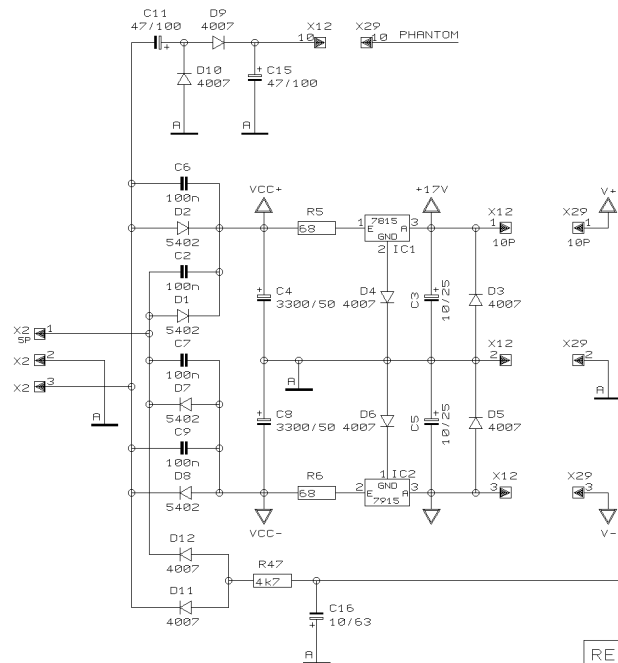 C11 D9 X12 X29
47/100 4007 10 10 PHANTOM
+
D10 + C15
4007 47/100
A A
C6
100n VCC+ +17V V+
D2 R5 7815 X12 X29
68 1 E A 3 1 1
5402 GND 10P 10P
C2 2 IC1
100n C4 D4 C3 D3
+ 3300/50 4007 + 10/25 4007
D1
X2 1 5402
5P C7 X12 X29
X2 2 2 2
100n A
X2 3 D7 A
A 5402 C8 D6 C5 D5
C9 + 3300/50 4007 + 10/25 4007
100n R6 1 IC2 X12 X29
D8 68 2 E GND A 3 3 3
5402 7915
VCC- V-
D12
4007 R47
D11 4k7
4007 C16
+ 10/63
A
RE